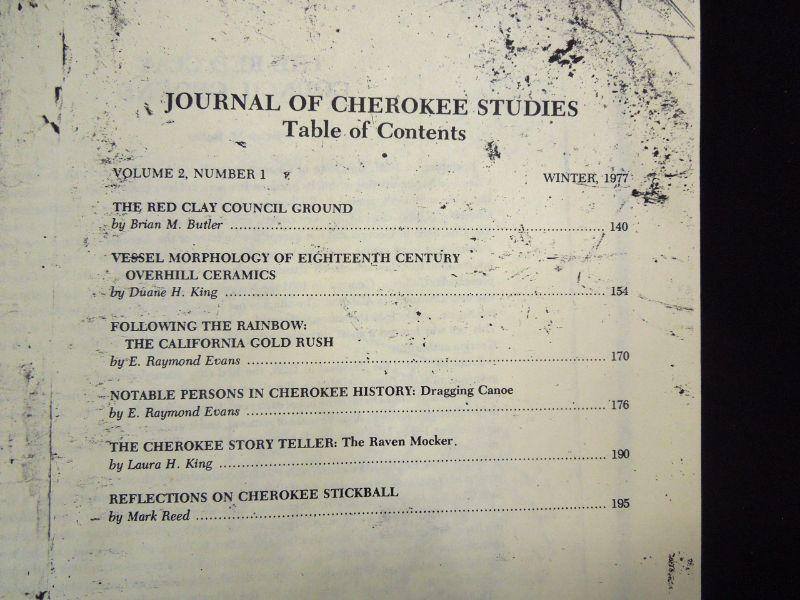 JOURNAL OF CHEROKEE STUDIES
Table of Contents
VOLUME 2, NUMBER 1 WINTER, 1977
THE RED CLAY COUNCIL GROUND
by Brian M. Butler ........................................ 140
VESSEL MORPHOLOGY OF EIGHTEENTH CENTURY
OVERHILL CERAMICS
by Duane H. King ........................................ 154
FOLLOWING THE RAINBOW:
THE CALIFORNIA GOLD RUSH
by E. Raymond Evans ........................................ 170
NOTABLE PERSONS IN CHEROKEE HISTORY: Dragging Canoe
by E. Raymond Evans ........................................ 176
THE CHEROKEE STORY TELLER: The Raven Mocker.
by Laura H. King ........................................ 190
REFLECTIONS ON CHEROKEE STICKBALL
by Mark Reed ........................................ 195